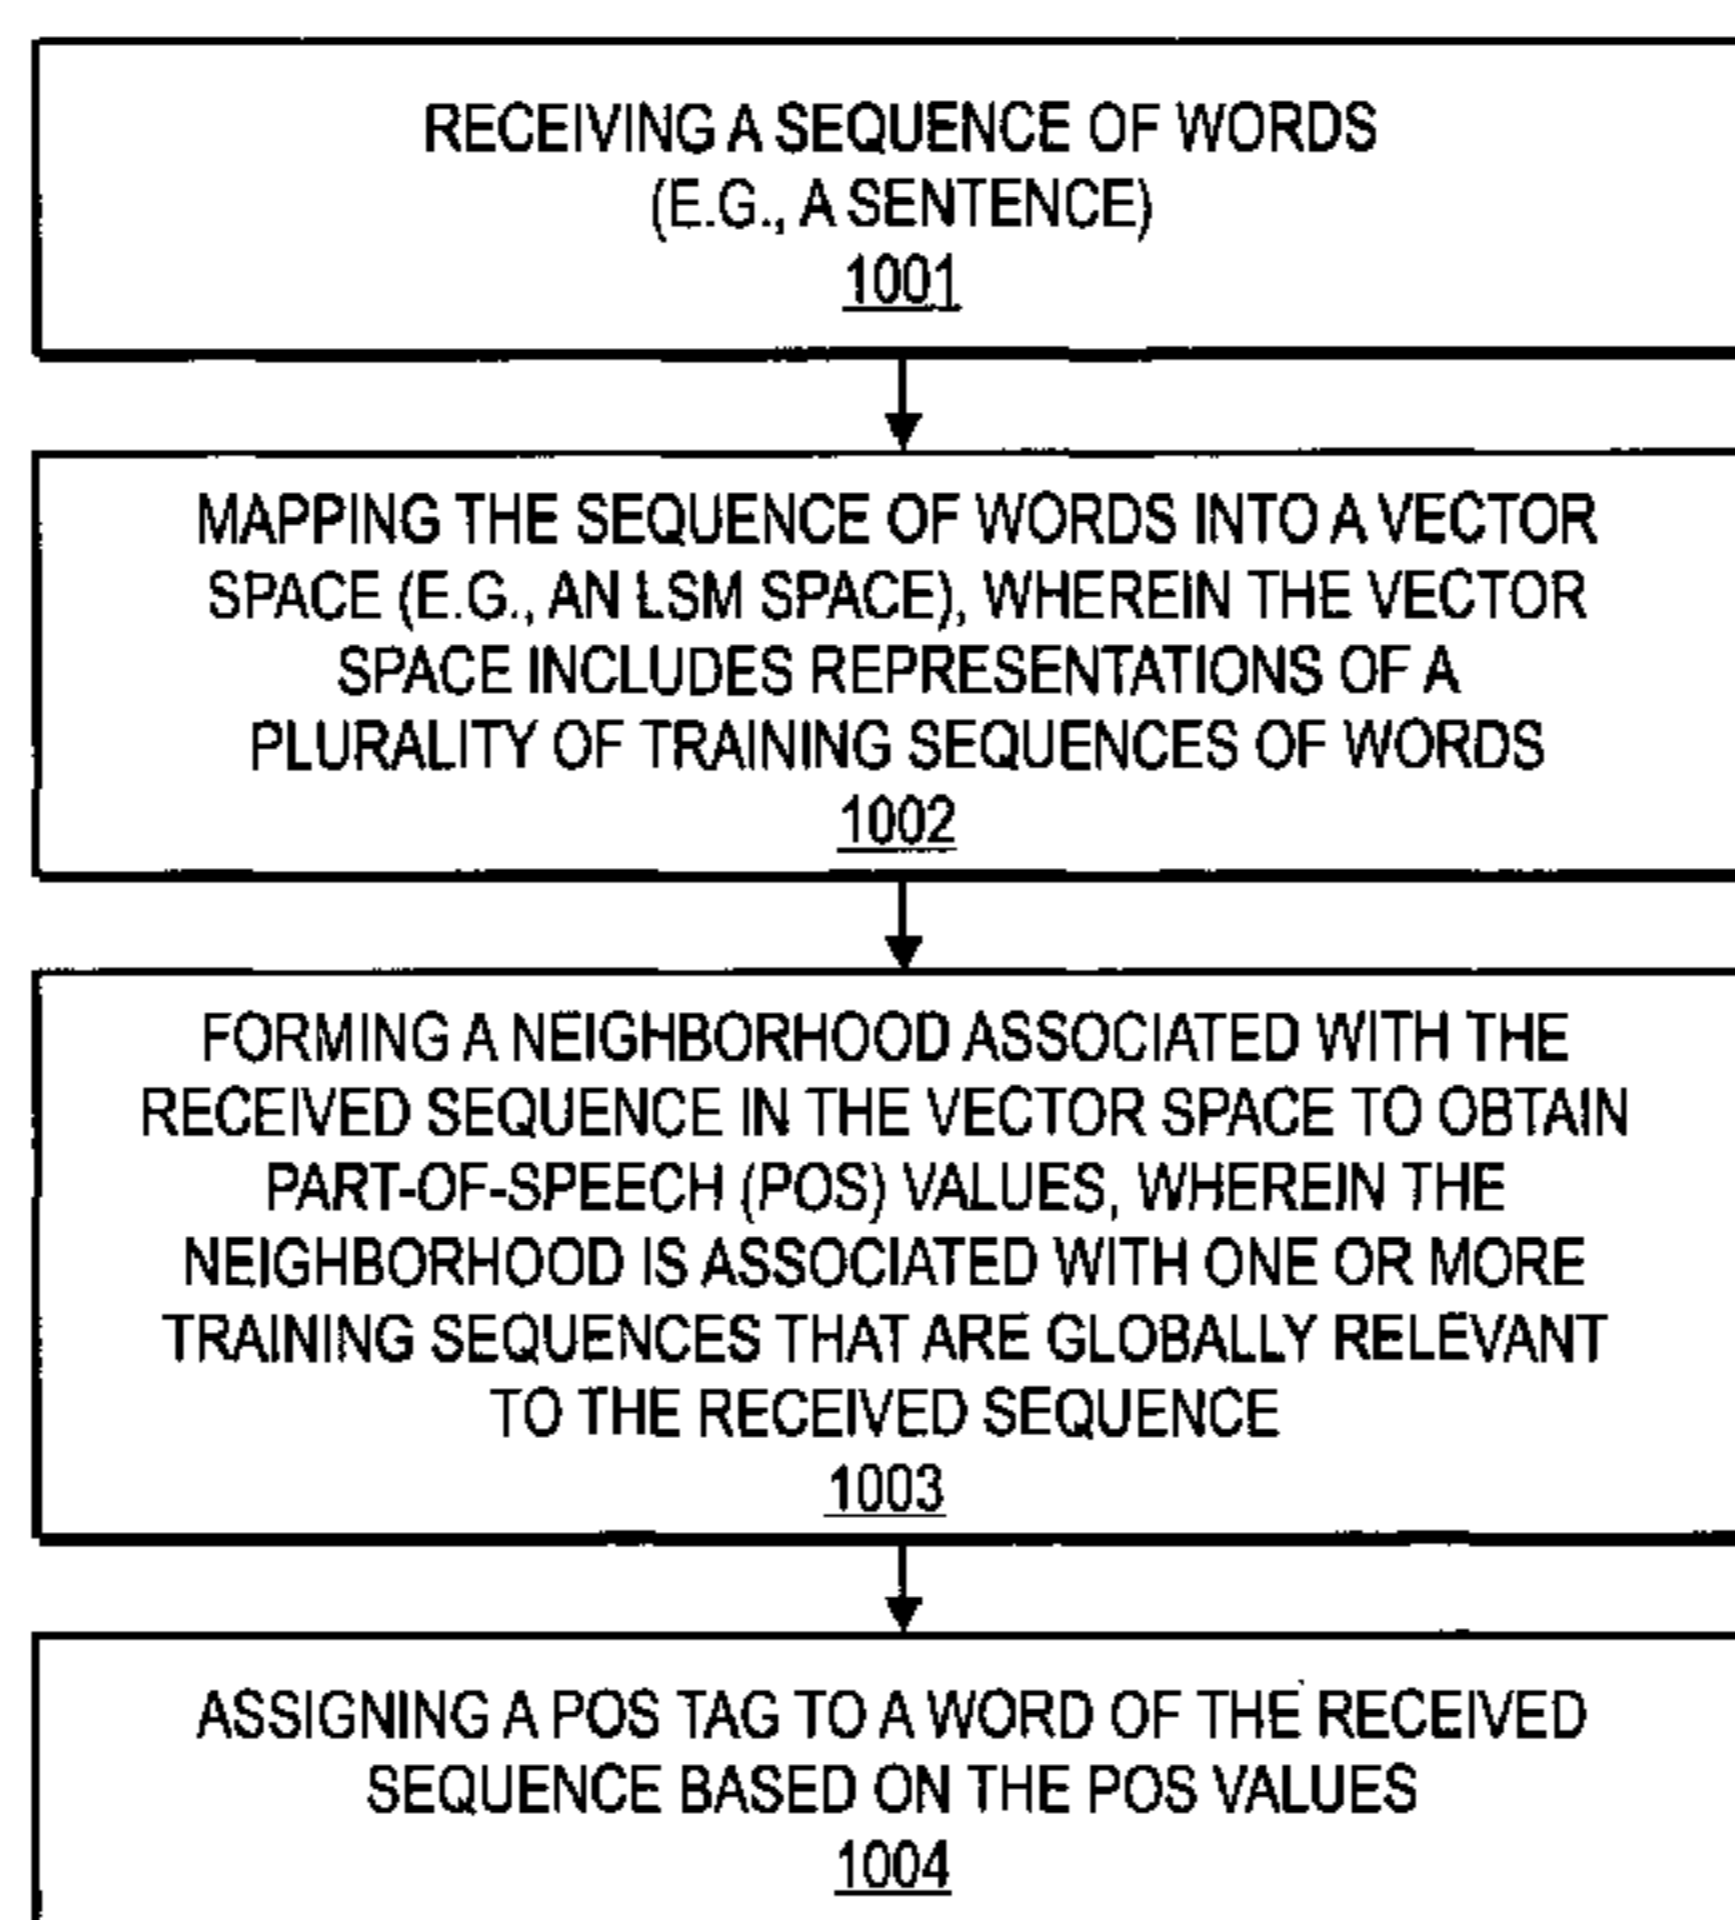 RECEIVING A SEQUENCE OF WORDS
(E.G., A SENTENCE)
1001
MAPPING THE SEQUENCE OF WORDS INTO A VECTOR
SPACE (E.G., AN LSM SPACE), WHEREIN THE VECTOR
SPACE INCLUDES REPRESENTATIONS OF A
PLURALITY OF TRAINING SEQUENCES OF WORDS
1002
FORMING A NEIGHBORHOOD ASSOCIATED WITH THE
RECEIVED SEQUENCE IN THE VECTOR SPACE TO OBTAIN
PART-OF-SPEECH (POS) VALUES, WHEREIN THE
NEIGHBORHOOD IS ASSOCIATED WITH ONE OR MORE
TRAINING SEQUENCES THAT ARE GLOBALLY RELEVANT
TO THE RECEIVED SEQUENCE
1003
ASSIGNING A POS TAG TO A WORD OF THE RECEIVED
SEQUENCE BASED ON THE POS VALUES
1004